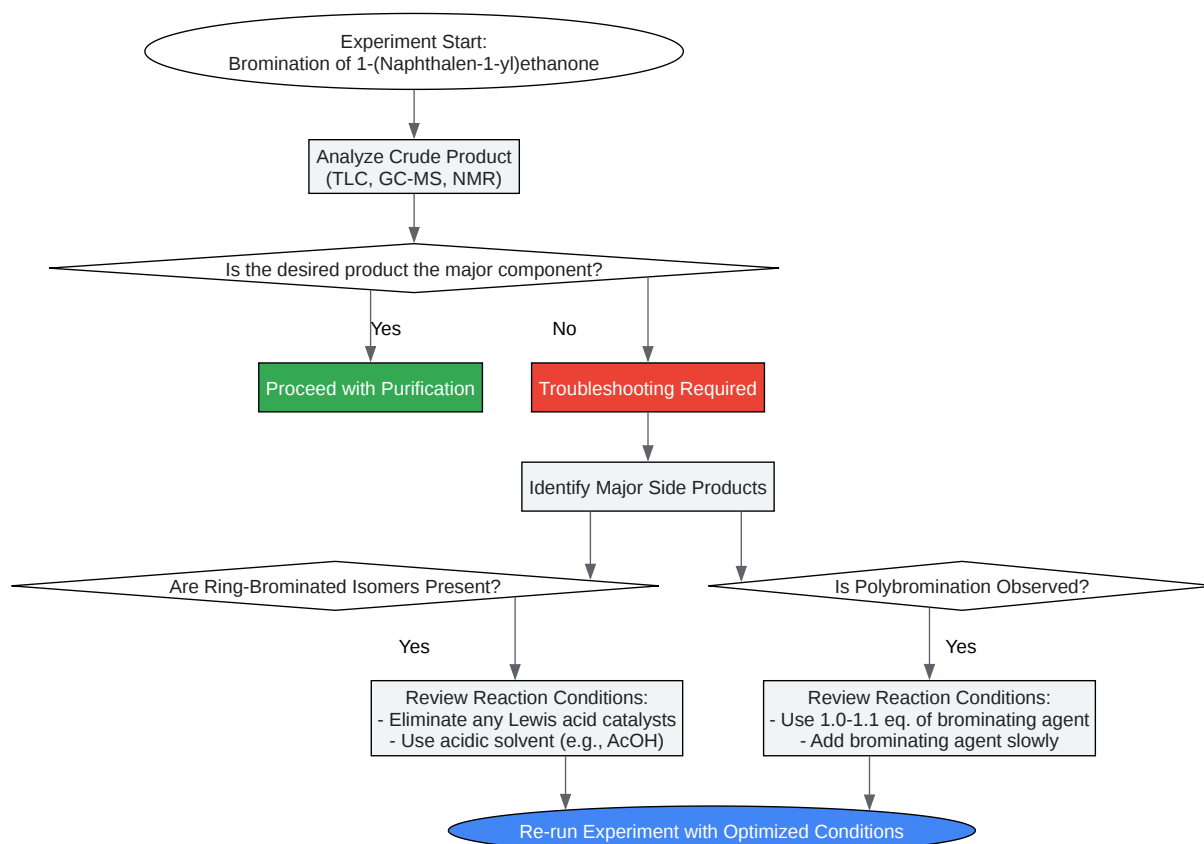 Experiment Start:
Bromination of 1-(Naphthalen-1-yl)ethanone
Analyze Crude Product
(TLC, GC-MS, NMR)
Is the desired product the major component?
Yes
No
Proceed with Purification
Troubleshooting Required
Identify Major Side Products
Are Ring-Brominated Isomers Present?
Is Polybromination Observed?
Yes
Yes
Review Reaction Conditions:
- Eliminate any Lewis acid catalysts
- Use acidic solvent (e.g., AcOH)
Review Reaction Conditions:
- Use 1.0-1.1 eq. of brominating agent
- Add brominating agent slowly
Re-run Experiment with Optimized Conditions